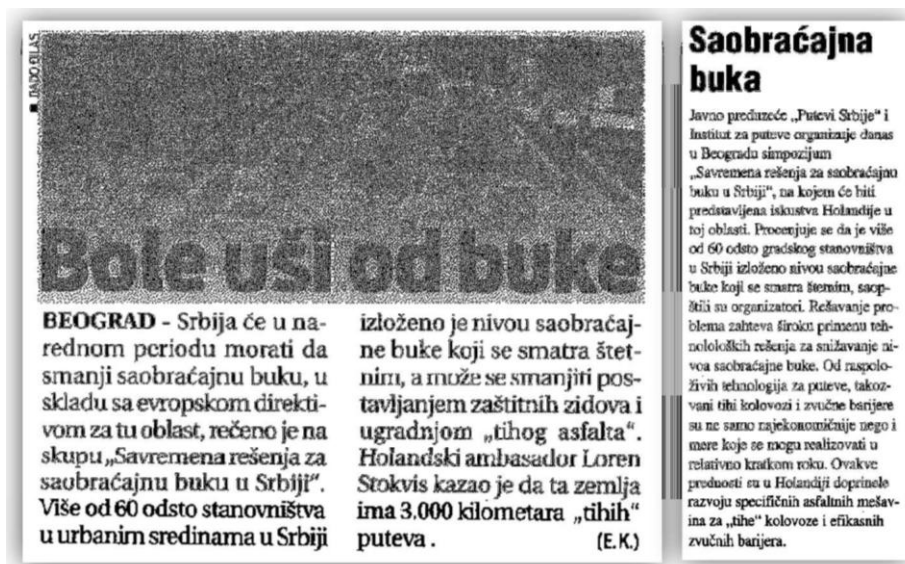 RADO ĐILAS
Bole uši od buke
BEOGRAD - Srbija će u na-
rednom periodu morati da
smanji saobraćajnu buku, u
skladu sa evropskom direkti-
vom za tu oblast, rečeno je na
skupu „Savremena rešenja za
saobraćajnu buku u Srbiji“.
Više od 60 odsto stanovništva
u urbanim sredinama u Srbiji
izloženo je nivou saobraćaj-
ne buke koji se smatra štet-
nim, a može se smanjiti pos-
tavljanjem zaštitnih zidova i
ugradnjom „tihog asfalta“.
Holandski ambasador Loren
Stokvis kazao je da ta zemlja
ima 3.000 kilometara „tihih“
puteva.
(E.K.)
Saobraćajna
buka
Javno preduzeće „Putevi Srbije“ i
Institut za puteve organizuje danas
u Beogradu simpozijum
„Savremena rešenja za saobraćajnu
buku u Srbiji“, na kojem će biti
predstavljena iskustva Holandije u
toj oblasti. Procenjuje se da je više
od 60 odsto gradskog stanovništva
u Srbiji izloženo nivou saobraćajne
buke koji se smatra štetnim, saop-
štili su organizatori. Rešavanje pro-
blema zahteva široku primenu teh-
nololoških rešenja za snižavanje ni-
voa saobraćajne buke. Od raspolo-
živih tehnologija za puteve, takoz-
vani tihi kolovozi i zvučne barijere
su ne samo najekonomičnije nego i
mere koje se mogu realizovati u
relativno kratkom roku. Ovakve
prednosti su u Holandiji doprinele
razvoju specifičnih asfaltnih mešav-
ina za „tihe“ kolovoze i efikasnih
zvučnih barijera.